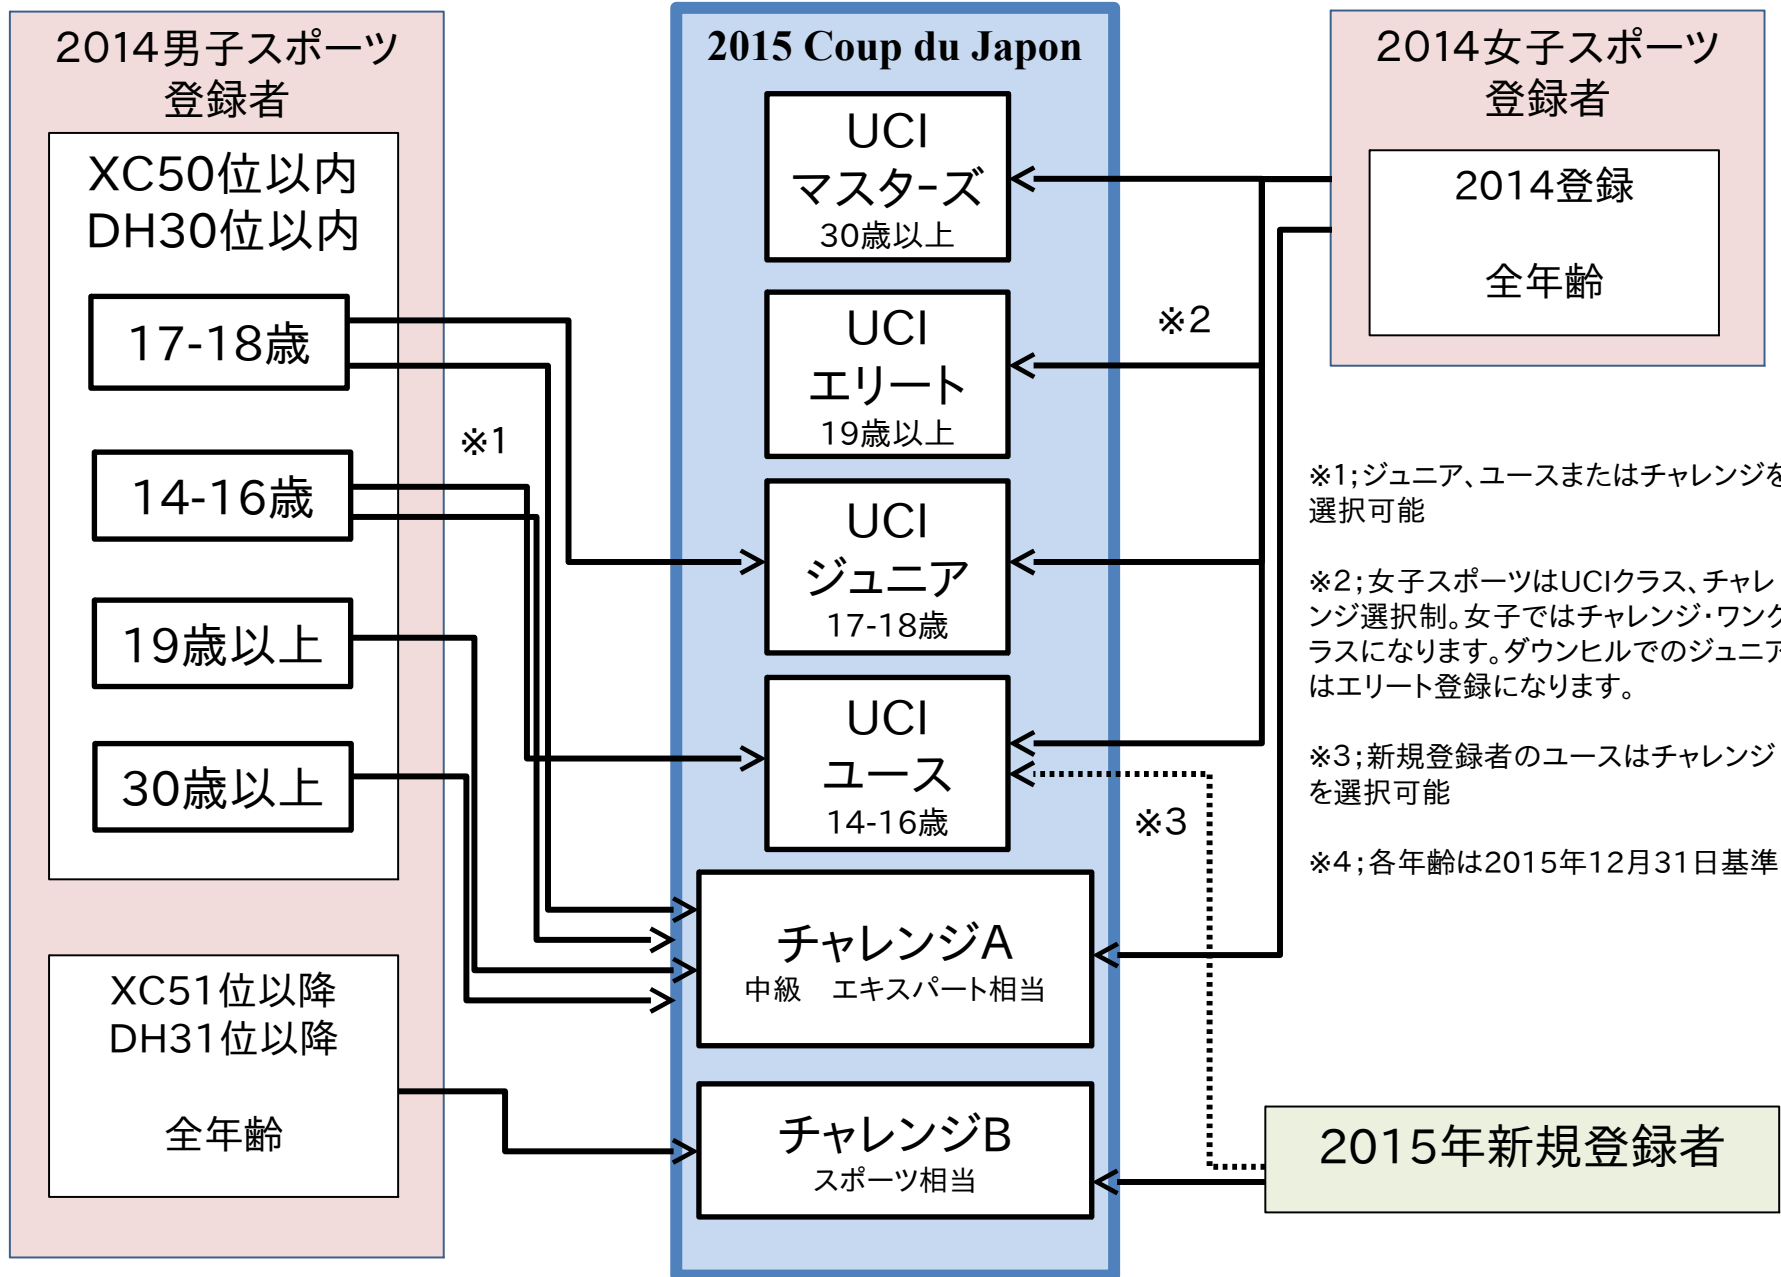 2014男子スポーツ
登録者
XC50位以内
DH30位以内
17-18歳
14-16歳
19歳以上
30歳以上
XC51位以降
DH31位以降
全年齢
※1
2015 Coup du Japon
UCI
マスターズ
30歳以上
UCI
エリート
19歳以上
UCI
ジュニア
17-18歳
UCI
ユース
14-16歳
チャレンジA
中級　エキスパート相当
チャレンジB
スポーツ相当
※2
※3
2014女子スポーツ
登録者
2014登録
全年齢
※1;ジュニア、ユースまたはチャレンジを
選択可能
※2;女子スポーツはUCIクラス、チャレ
ンジ選択制。女子ではチャレンジ・ワンク
ラスになります。ダウンヒルでのジュニア
はエリート登録になります。
※3;新規登録者のユースはチャレンジ
を選択可能
※4;各年齢は2015年12月31日基準
2015年新規登録者